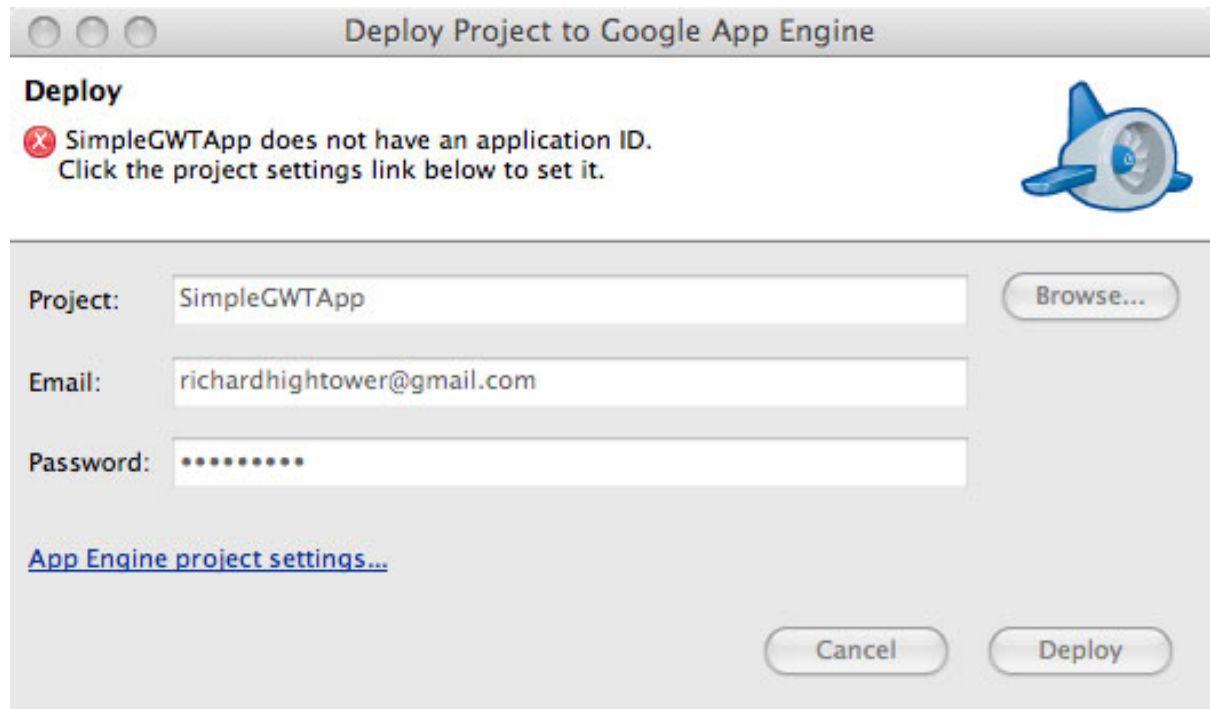 Deploy Project to Google App Engine
Deploy
SimpleGWTApp does not have an application ID.
Click the project settings link below to set it.
Project:
SimpleGWTApp
Browse...
Email:
richardhightower@gmail.com
Password:
•••••••••
App Engine project settings...
Cancel
Deploy